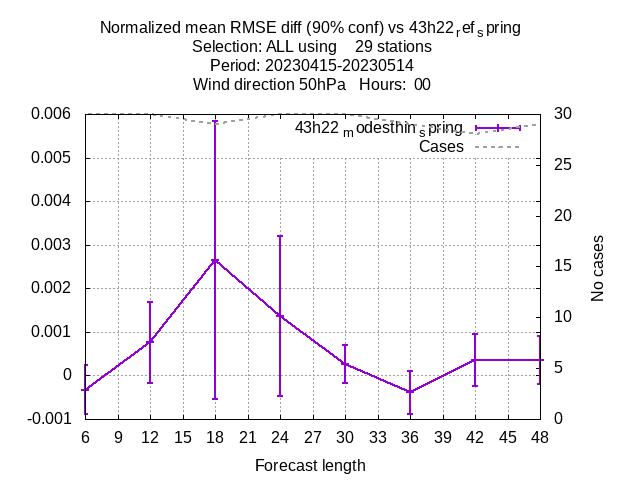 Normalized mean RMSE diff (90% conf) vs 43h22refspring
Selection: ALL using    29 stations
Period: 20230415-20230514
Wind direction 50hPa   Hours:  00
0.006
0.005
0.004
0.003
0.002
0.001
0
-0.001
43h22modesthinspring
Cases
30
25
20
15
10
5
0
No cases
6 9 12 15 18 21 24 27 30 33 36 39 42 45 48
Forecast length